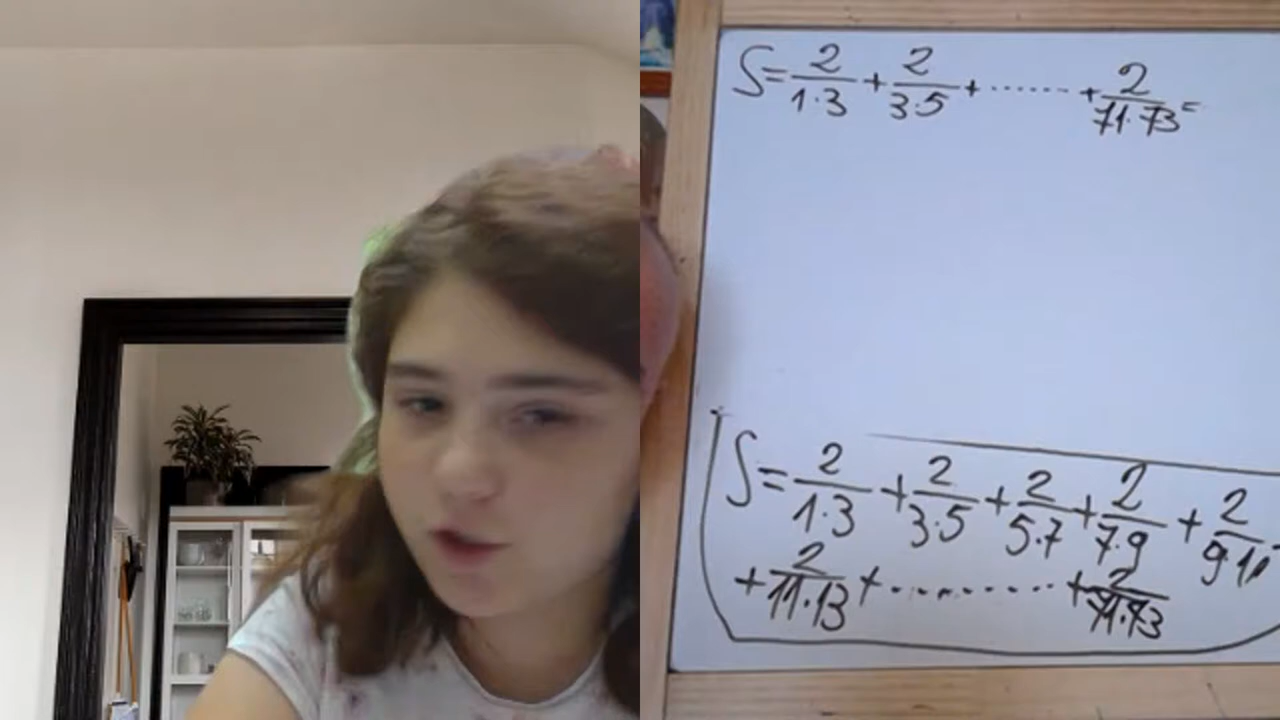 S=2/1·3+2/3·5+......+2/71·73=
S=2/1·3+2/3·5+2/5·7+2/7·9+2/9·11
+2/11·13+..........+2/71·73